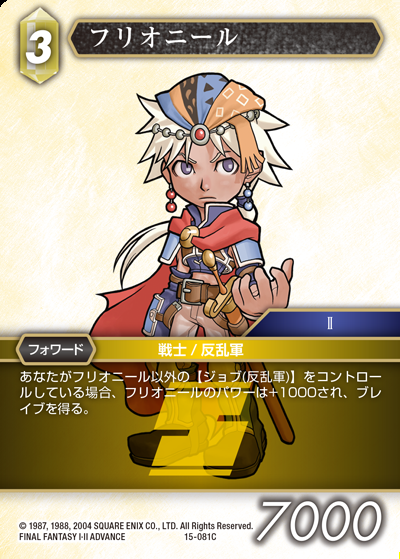 3
フリオニール
II
フォワード
戦士 / 反乱軍
あなたがフリオニール以外の【ジョブ(反乱軍)】をコントロー
ルしている場合、フリオニールのパワーは+1000され、ブレ
イブを得る。
© 1987, 1988, 2004 SQUARE ENIX CO., LTD. All Rights Reserved.
FINAL FANTASY I·II ADVANCE 15-081C
7000